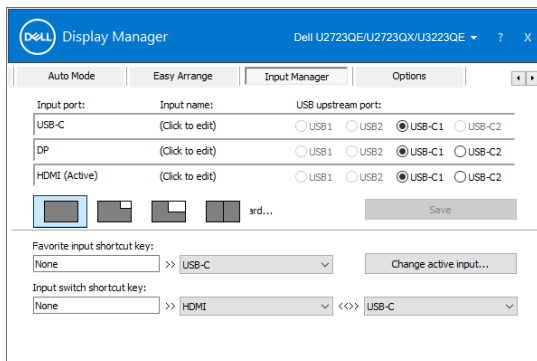 DELL Display Manager Dell U2723QE/U2723QX/U3223QE ? X
Auto Mode Easy Arrange Input Manager Options
Input port: Input name: USB upstream port:
USB-C (Click to edit) USB1 USB2 USB-C1 USB-C2
DP (Click to edit) USB1 USB2 USB-C1 USB-C2
HDMI (Active) (Click to edit) USB1 USB2 USB-C1 USB-C2
ard... Save
Favorite input shortcut key:
None >> USB-C Change active input...
Input switch shortcut key:
None >> HDMI <<>> USB-C